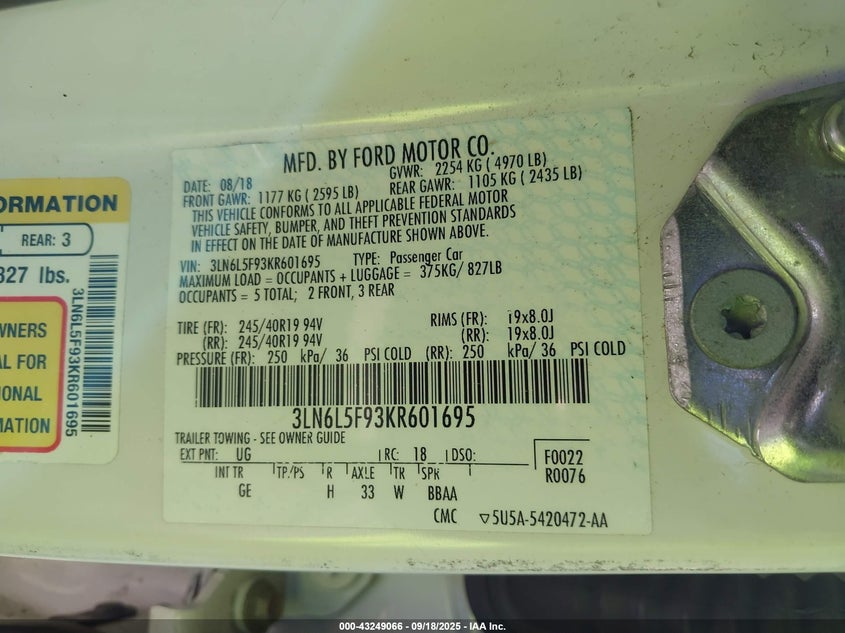 MFD. BY FORD MOTOR CO.
DATE: 08/18
GVWR: 2254 KG ( 4970 LB)
FRONT GAWR: 1177 KG ( 2595 LB)
REAR GAWR: 1105 KG ( 2435 LB)
THIS VEHICLE CONFORMS TO ALL APPLICABLE FEDERAL MOTOR
VEHICLE SAFETY, BUMPER, AND THEFT PREVENTION STANDARDS
IN EFFECT ON THE DATE OF MANUFACTURE SHOWN ABOVE.
VIN: 3LN6L5F93KR601695 TYPE: Passenger Car
MAXIMUM LOAD = OCCUPANTS + LUGGAGE = 375KG/ 827LB
OCCUPANTS = 5 TOTAL; 2 FRONT, 3 REAR
TIRE (FR): 245/40R19 94V RIMS (FR): 19x8.0J
(RR): 245/40R19 94V (RR): 19x8.0J
PRESSURE (FR): 250 kPa/ 36 PSI COLD (RR): 250 kPa/ 36 PSI COLD
3LN6L5F93KR601695
TRAILER TOWING - SEE OWNER GUIDE
EXT PNT: UG RC: 18 DSO: F0022
INT TR TP/PS R AXLE TR SPR R0076
GE H 33 W BBAA
CMC ▽5U5A-5420472-AA
ORMATION
REAR: 3
827 lbs.
WNERS
AL FOR
IONAL
MATION
3LN6L5F93KR601695
000-43249066 - 09/18/2025 - IAA Inc.